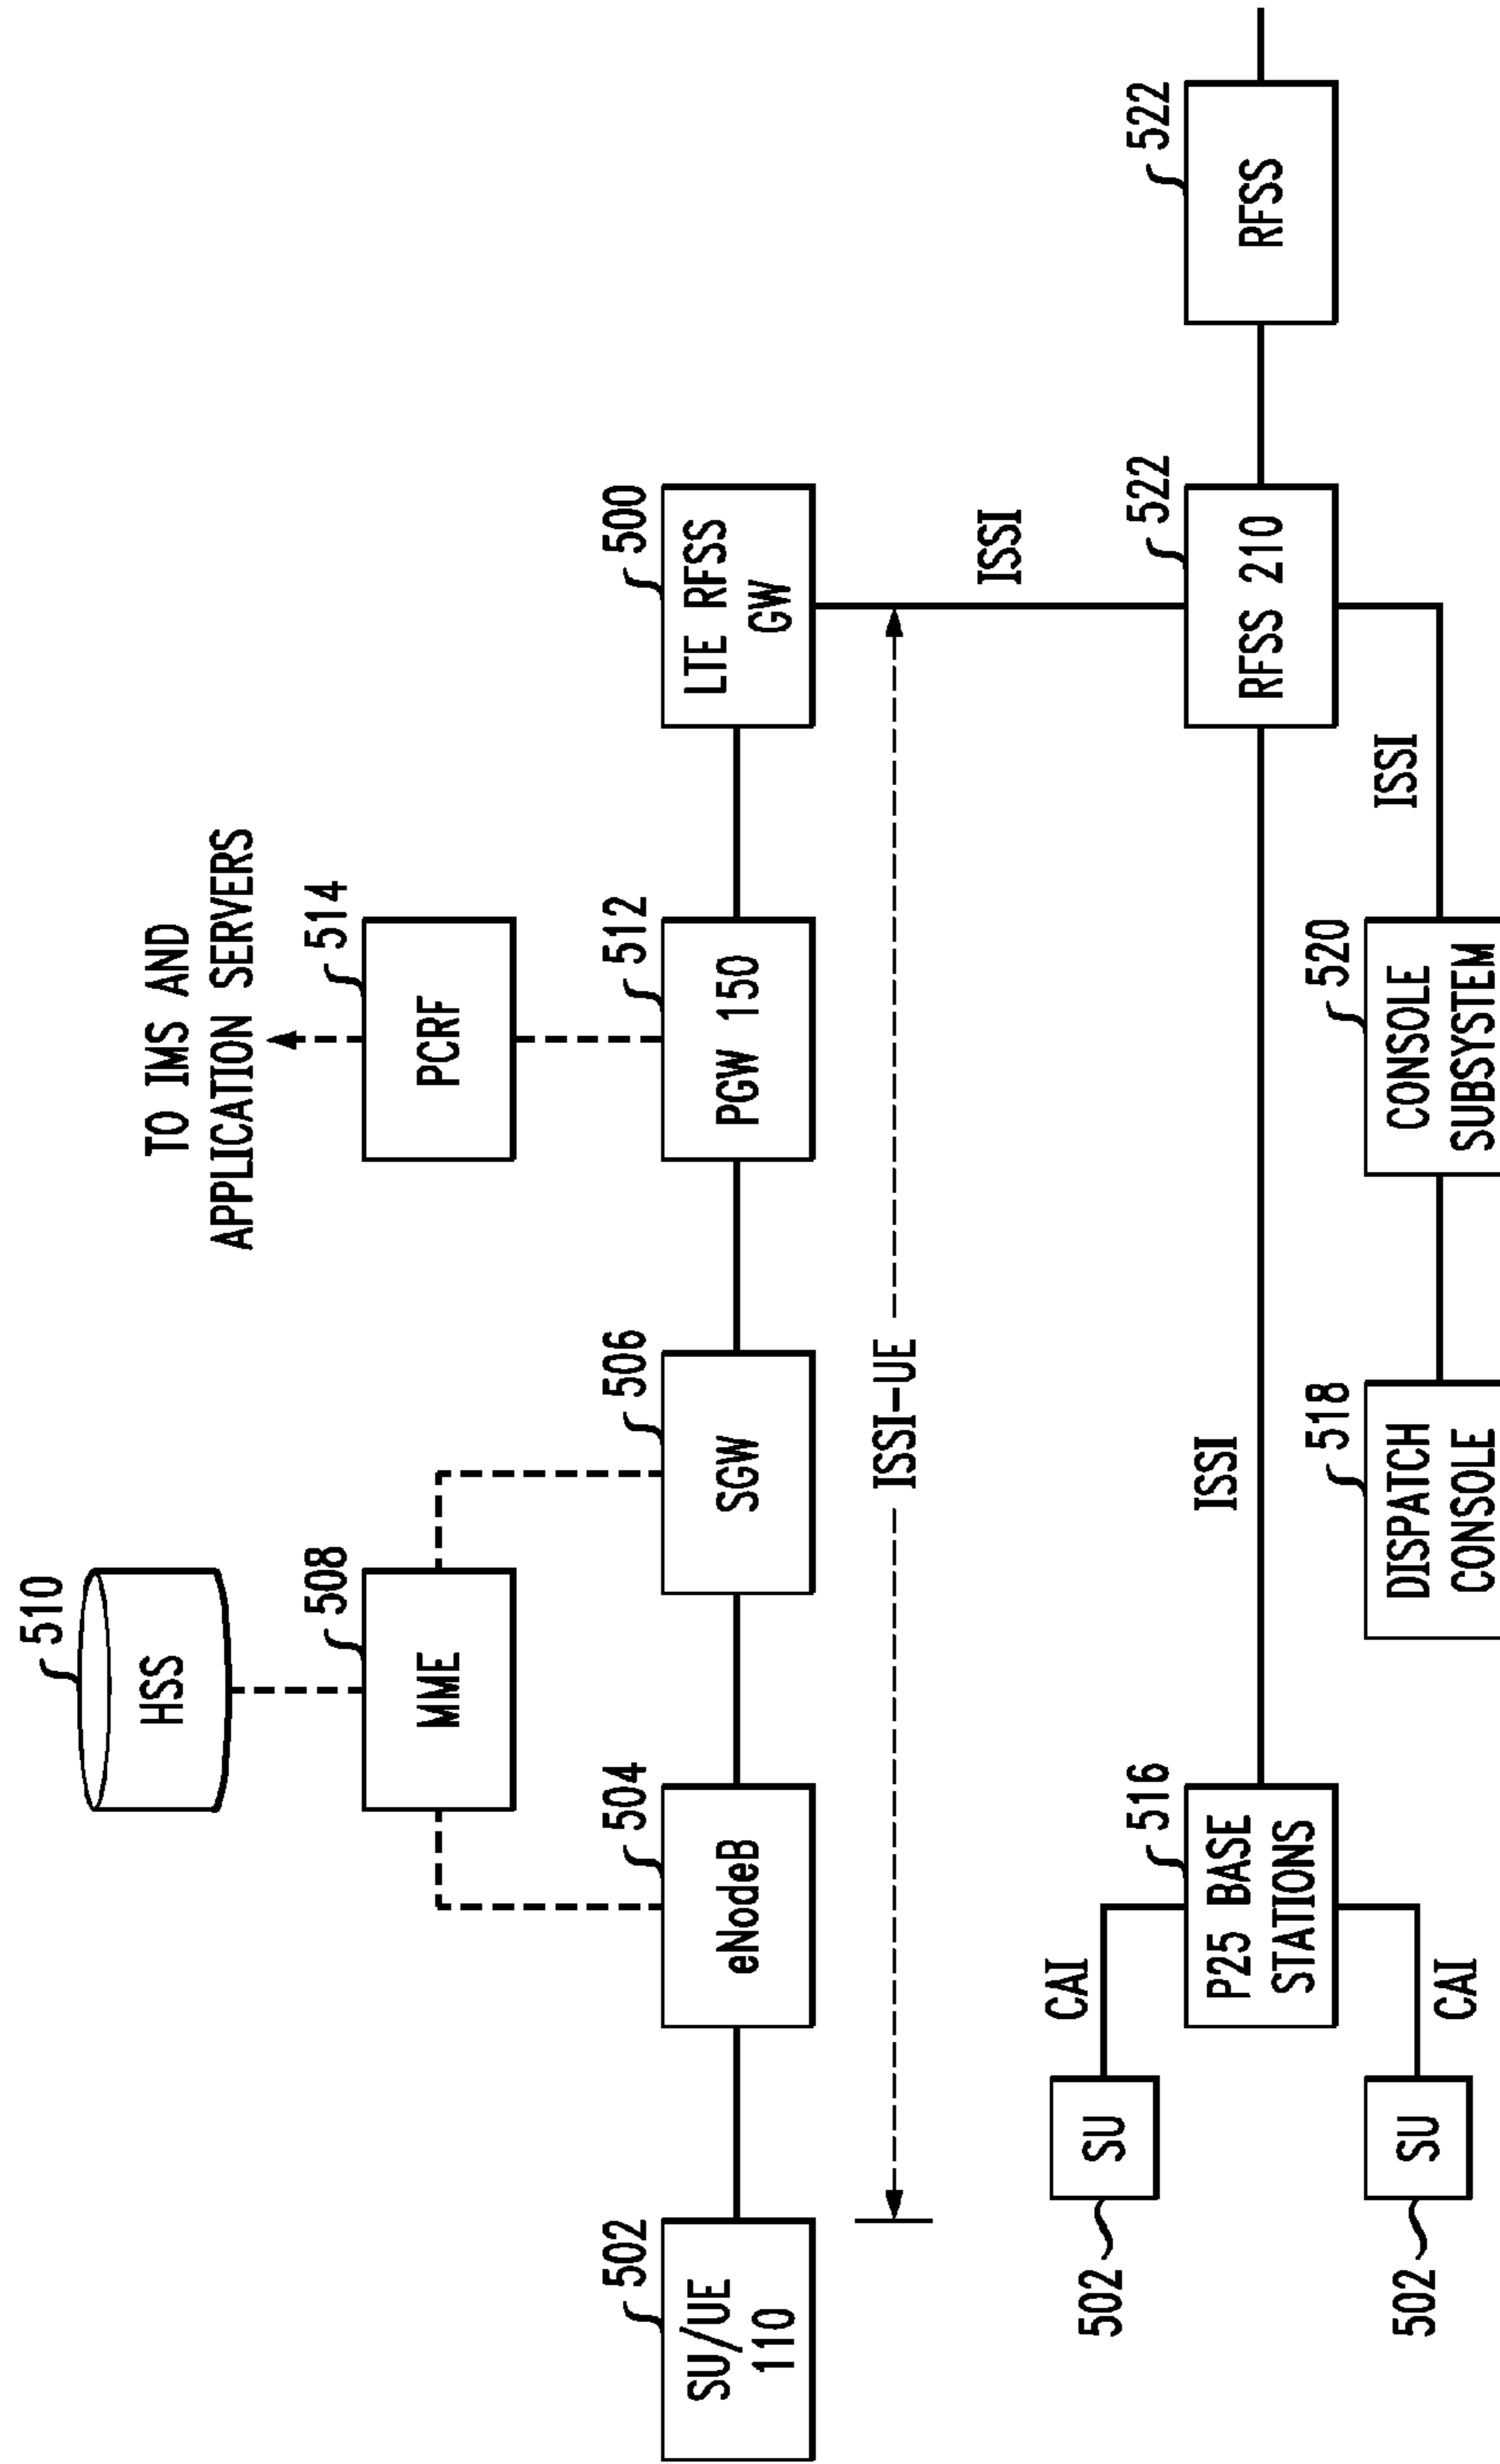 510
HSS
TO IMS AND
APPLICATION SERVERS
508
MME
514
PCRF
502
SU/UE
110
504
eNodeB
506
SGW
512
PGW 150
500
LTE RFSS
GW
ISSI-UE
ISSI
502
SU
CAI
516
P25 BASE
STATIONS
ISSI
522
RFSS 210
522
RFSS
502
SU
CAI
518
DISPATCH
CONSOLE
520
CONSOLE
SUBSYSTEM
ISSI